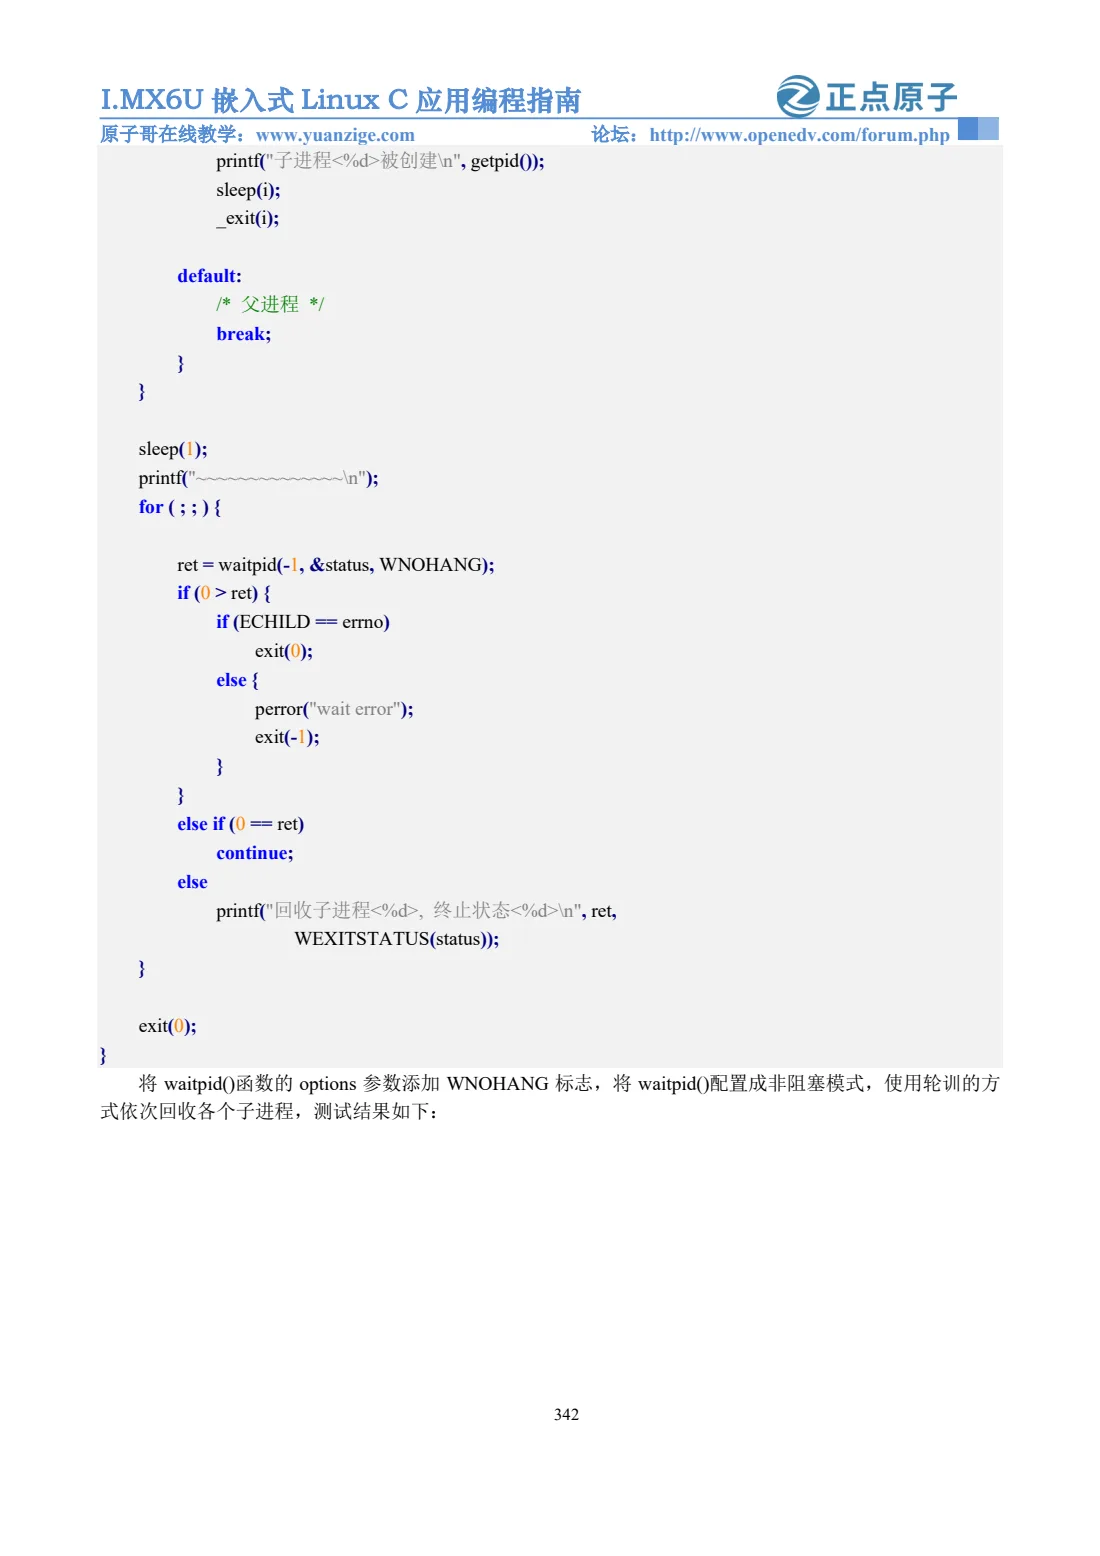 I.MX6U 嵌入式 Linux C 应用编程指南
正点原子
原子哥在线教学：www.yuanzige.com 论坛：http://www.openedv.com/forum.php
printf("子进程<%d>被创建\n", getpid());
sleep(i);
_exit(i);
default:
/* 父进程 */
break;
}
}
sleep(1);
printf("~~~~~~~~~~~~~~\n");
for ( ; ; ) {
ret = waitpid(-1, &status, WNOHANG);
if (0 > ret) {
if (ECHILD == errno)
exit(0);
else {
perror("wait error");
exit(-1);
}
}
else if (0 == ret)
continue;
else
printf("回收子进程<%d>, 终止状态<%d>\n", ret,
WEXITSTATUS(status));
}
exit(0);
}
将 waitpid()函数的 options 参数添加 WNOHANG 标志，将 waitpid()配置成非阻塞模式，使用轮训的方
式依次回收各个子进程，测试结果如下：
342